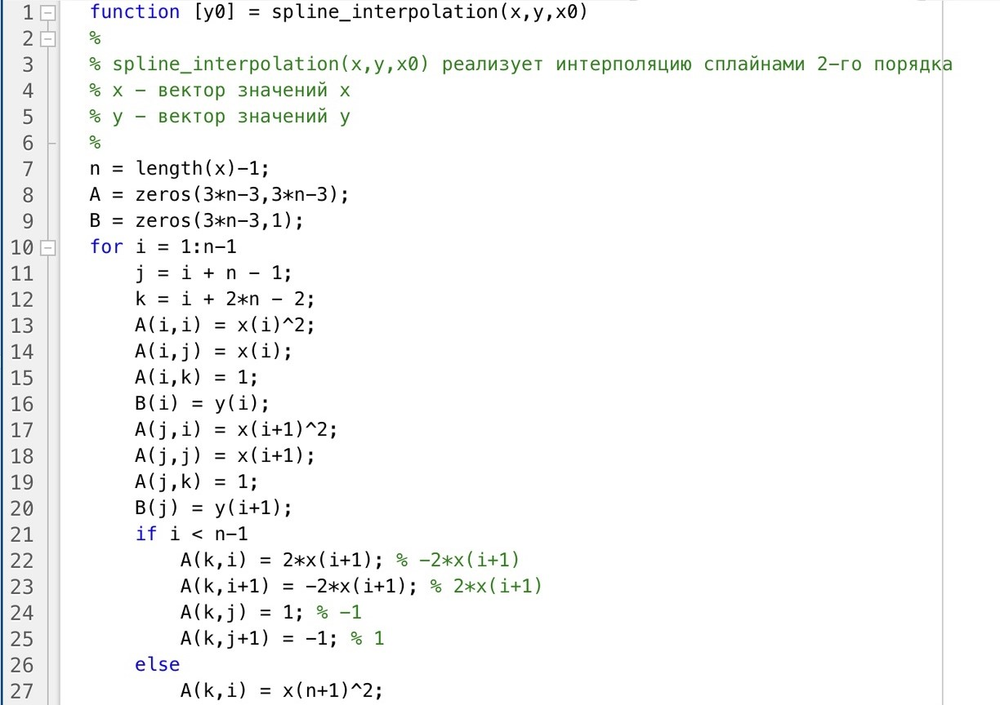 1 function [y0] = spline_interpolation(x,y,x0)
2 %
3 % spline_interpolation(x,y,x0) реализует интерполяцию сплайнами 2-го порядка
4 % x - вектор значений x
5 % y - вектор значений y
6 %
7 n = length(x)-1;
8 A = zeros(3*n-3,3*n-3);
9 B = zeros(3*n-3,1);
10 for i = 1:n-1
11 j = i + n - 1;
12 k = i + 2*n - 2;
13 A(i,i) = x(i)^2;
14 A(i,j) = x(i);
15 A(i,k) = 1;
16 B(i) = y(i);
17 A(j,i) = x(i+1)^2;
18 A(j,j) = x(i+1);
19 A(j,k) = 1;
20 B(j) = y(i+1);
21 if i < n-1
22 A(k,i) = 2*x(i+1); % -2*x(i+1)
23 A(k,i+1) = -2*x(i+1); % 2*x(i+1)
24 A(k,j) = 1; % -1
25 A(k,j+1) = -1; % 1
26 else
27 A(k,i) = x(n+1)^2;